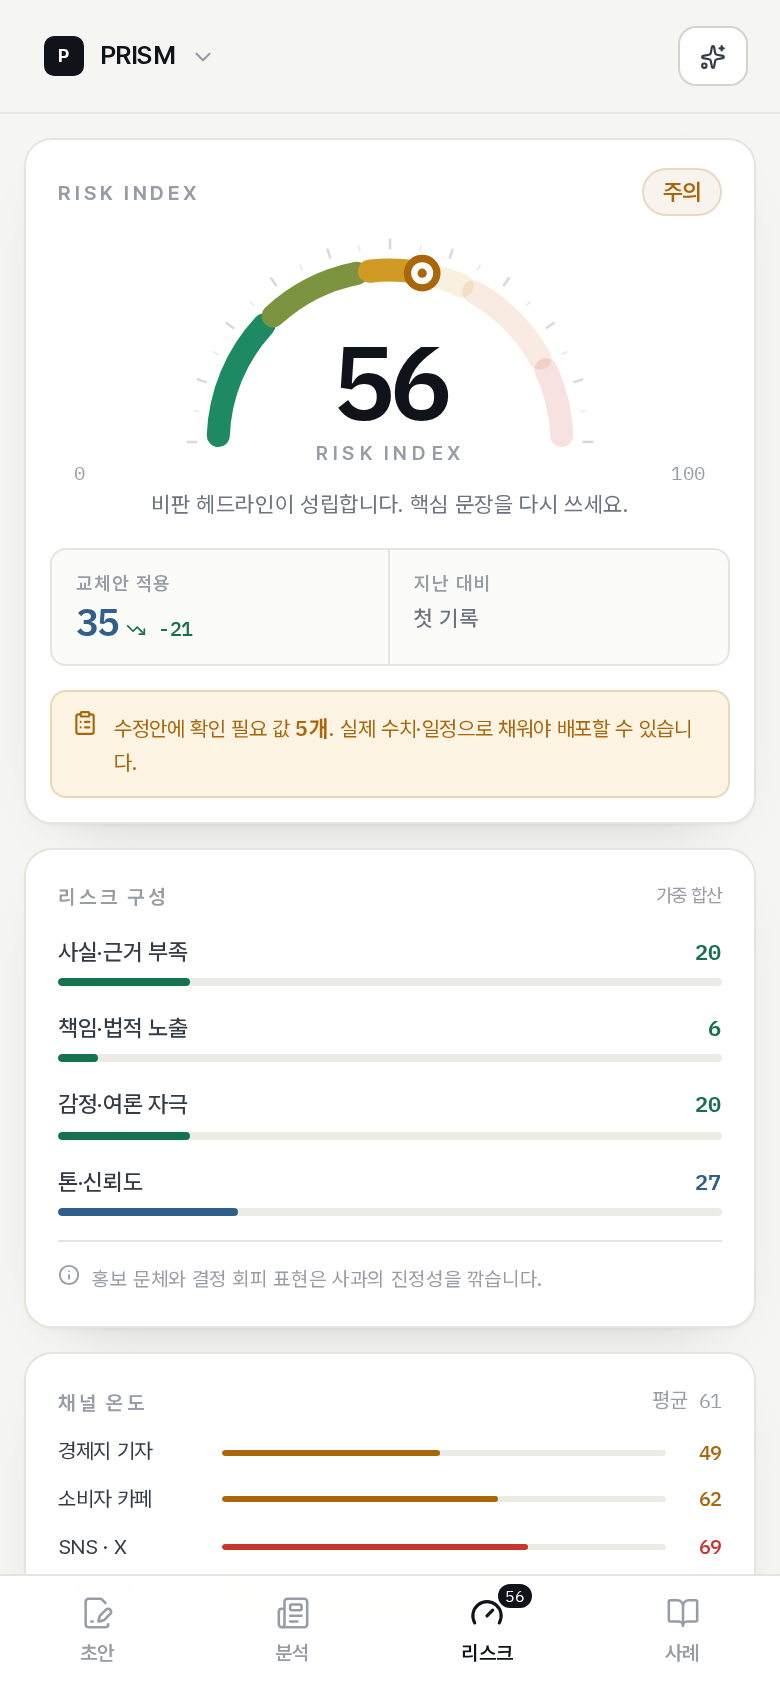 P PRISM
RISK INDEX
주의
56
RISK INDEX
0
100
비판 헤드라인이 성립합니다. 핵심 문장을 다시 쓰세요.
교체안 적용
35 -21
지난 대비
첫 기록
수정안에 확인 필요 값 5개. 실제 수치·일정으로 채워야 배포할 수 있습니
다.
리스크 구성
가중 합산
사실·근거 부족
20
책임·법적 노출
6
감정·여론 자극
20
톤·신뢰도
27
홍보 문체와 결정 회피 표현은 사과의 진정성을 깎습니다.
채널 온도
평균 61
경제지 기자
49
소비자 카페
62
SNS · X
69
56
초안
분석
리스크
사례